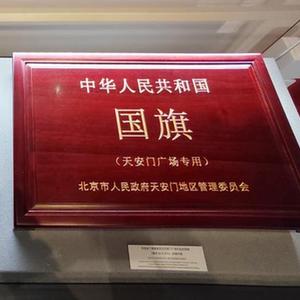 中华人民共和国
国旗
（天安门广场专用）
北京市人民政府天安门地区管理委员会